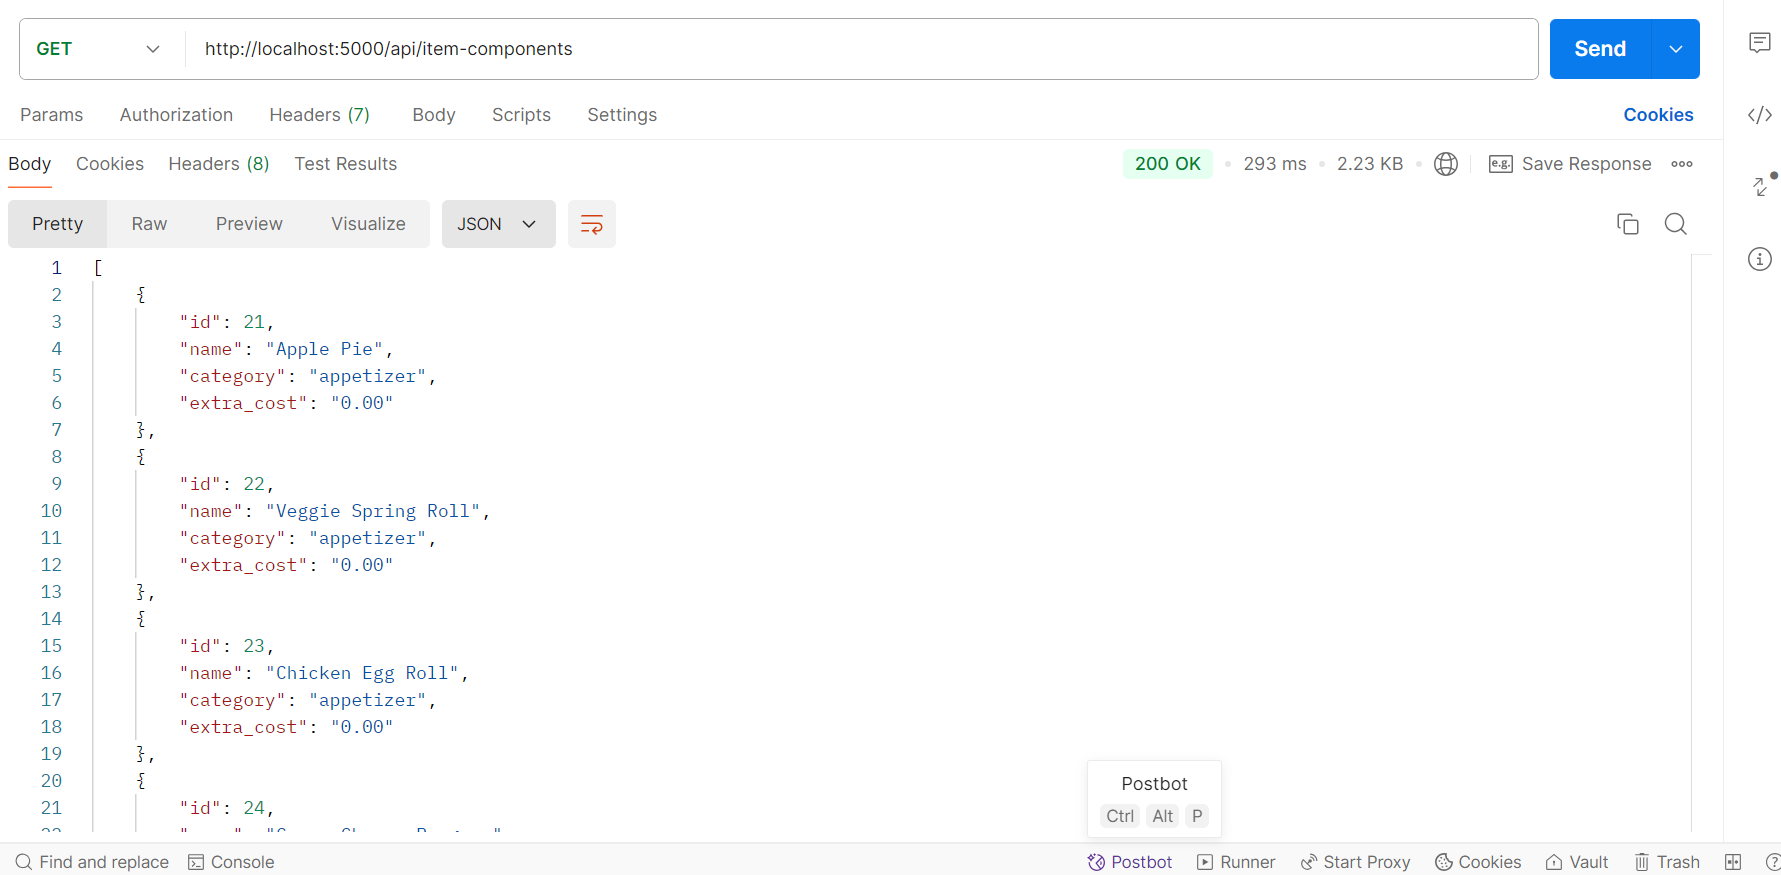 GET http://localhost:5000/api/item-components Send
Params Authorization Headers (7) Body Scripts Settings Cookies
Body Cookies Headers (8) Test Results 200 OK 293 ms 2.23 KB e.g. Save Response
Pretty Raw Preview Visualize JSON
1 [
2 {
3 "id": 21,
4 "name": "Apple Pie",
5 "category": "appetizer",
6 "extra_cost": "0.00"
7 },
8 {
9 "id": 22,
10 "name": "Veggie Spring Roll",
11 "category": "appetizer",
12 "extra_cost": "0.00"
13 },
14 {
15 "id": 23,
16 "name": "Chicken Egg Roll",
17 "category": "appetizer",
18 "extra_cost": "0.00"
19 },
20 {
21 "id": 24,
Postbot
Ctrl Alt P
Find and replace Console Postbot Runner Start Proxy Cookies Vault Trash